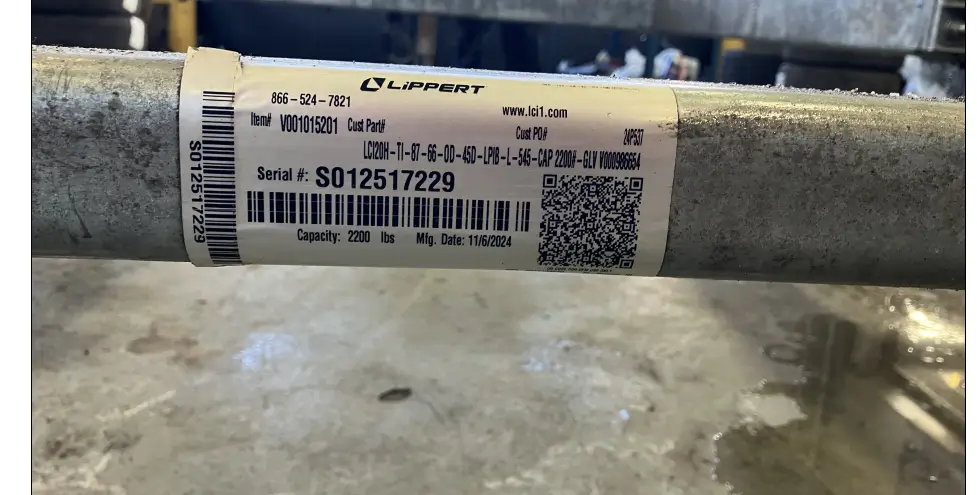 LiPPERT
866-524-7821
www.lci1.com
Item# V001015201 Cust Part#
Cust PO#
24P537
LCI20H-TI-87-66-OD-45D-LPIB-L-545-CAP 2200#-GLV V000986654
Serial #: S012517229
Capacity: 2200 lbs Mfg. Date: 11/6/2024
S012517229